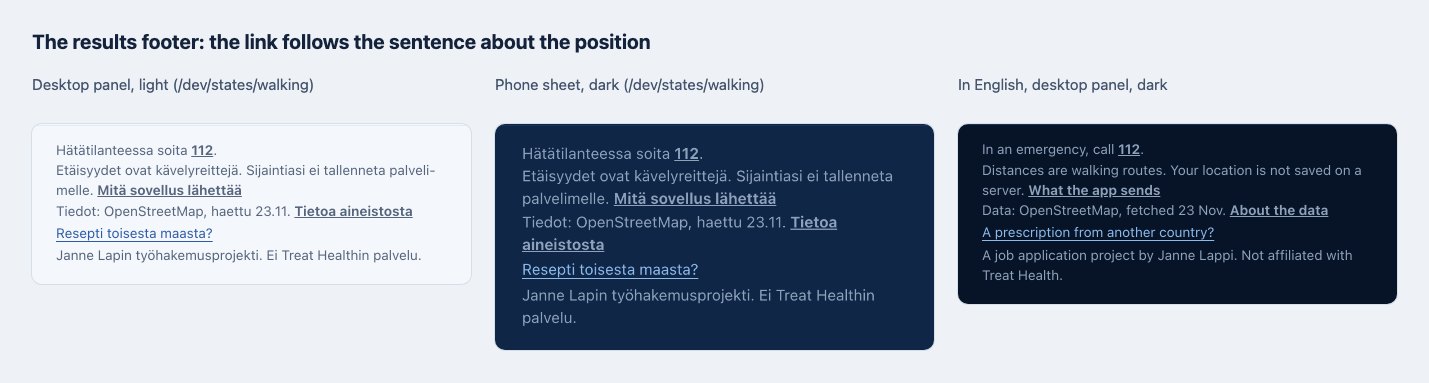 The results footer: the link follows the sentence about the position
Desktop panel, light (/dev/states/walking)
Hätätilanteessa soita 112.
Etäisyydet ovat kävelyreittejä. Sijaintiasi ei tallenneta palveli-
melle. Mitä sovellus lähettää
Tiedot: OpenStreetMap, haettu 23.11. Tietoa aineistosta
Resepti toisesta maasta?
Janne Lapin työhakemusprojekti. Ei Treat Healthin palvelu.
Phone sheet, dark (/dev/states/walking)
Hätätilanteessa soita 112.
Etäisyydet ovat kävelyreittejä. Sijaintiasi ei tallenneta
palvelimelle. Mitä sovellus lähettää
Tiedot: OpenStreetMap, haettu 23.11. Tietoa
aineistosta
Resepti toisesta maasta?
Janne Lapin työhakemusprojekti. Ei Treat Healthin
palvelu.
In English, desktop panel, dark
In an emergency, call 112.
Distances are walking routes. Your location is not saved on a
server. What the app sends
Data: OpenStreetMap, fetched 23 Nov. About the data
A prescription from another country?
A job application project by Janne Lappi. Not affiliated with
Treat Health.